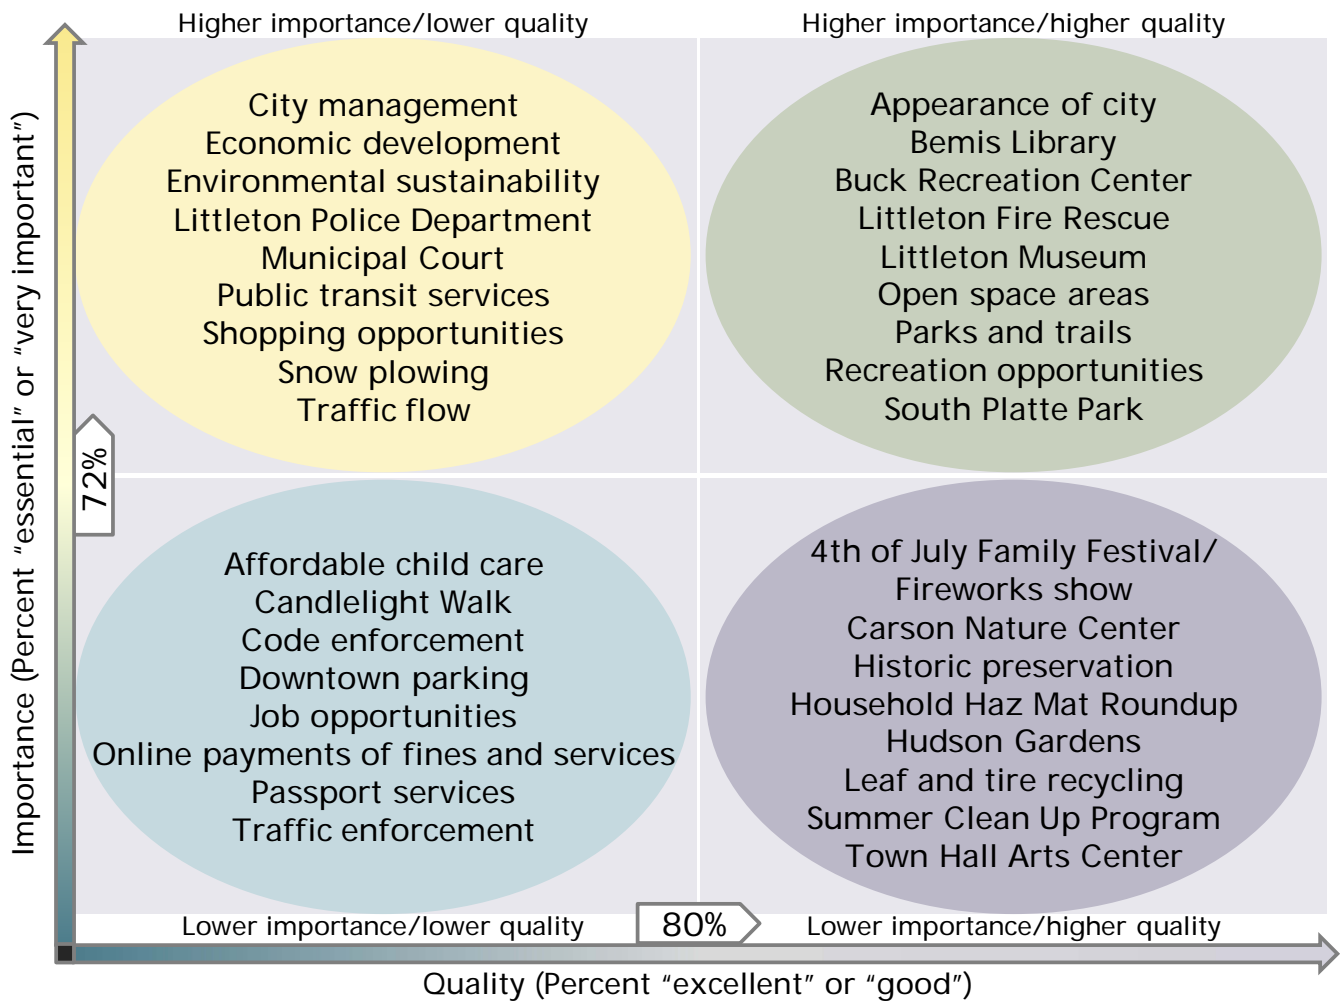 Higher importance/lower quality
Higher importance/higher quality
Importance (Percent “essential” or “very important”)
City management
Economic development
Environmental sustainability
Littleton Police Department
Municipal Court
Public transit services
Shopping opportunities
Snow plowing
Traffic flow
Appearance of city
Bemis Library
Buck Recreation Center
Littleton Fire Rescue
Littleton Museum
Open space areas
Parks and trails
Recreation opportunities
South Platte Park
72%
Affordable child care
Candlelight Walk
Code enforcement
Downtown parking
Job opportunities
Online payments of fines and services
Passport services
Traffic enforcement
4th of July Family Festival/
Fireworks show
Carson Nature Center
Historic preservation
Household Haz Mat Roundup
Hudson Gardens
Leaf and tire recycling
Summer Clean Up Program
Town Hall Arts Center
Lower importance/lower quality
80%
Lower importance/higher quality
Quality (Percent “excellent” or “good”)